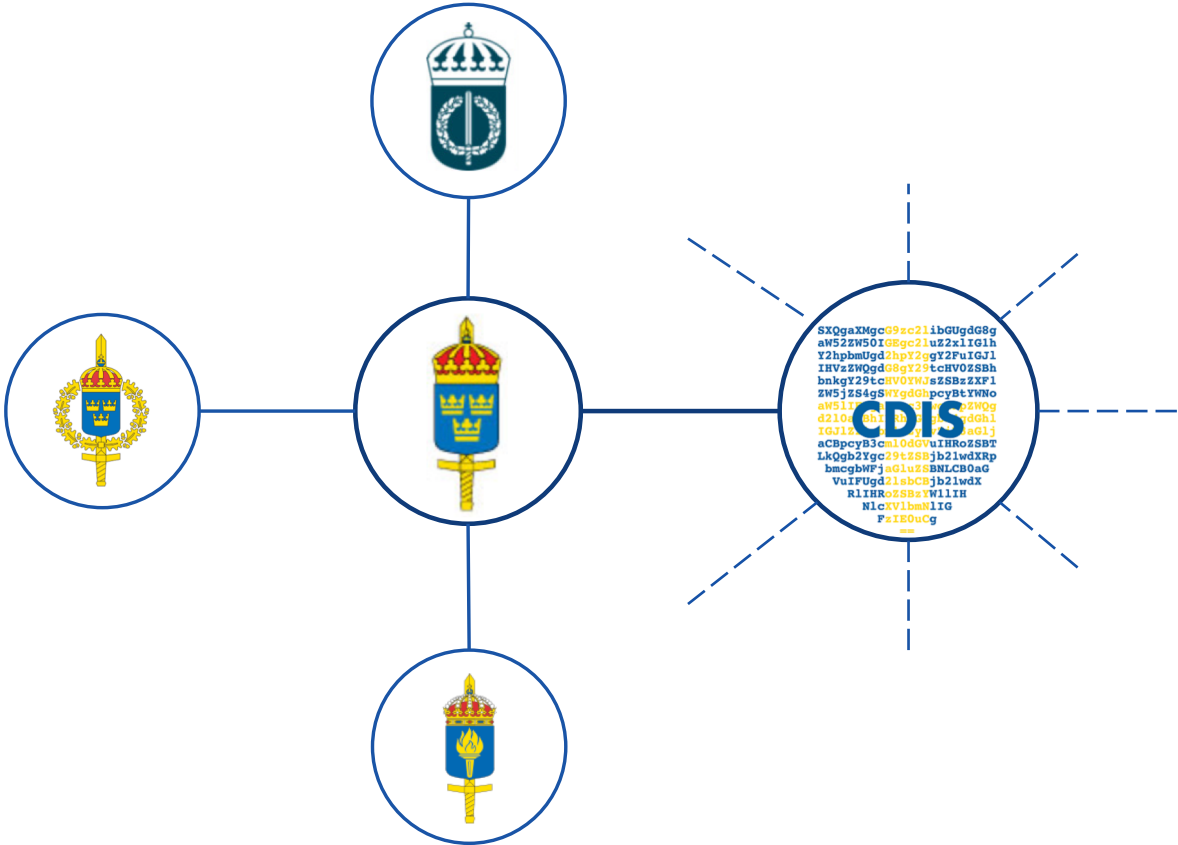 SXQgaXMgcG9zc2libGUgdG8g
aW52ZW50IGEgc2luZ2xlIG1h
Y2hpbmUgd2hpY2ggY2FuIGJl
IHVzZWQgdG8gY29tcHV0ZSBh
bnkgY29tcHV0YWJsZSBzZXF1
ZW5jZS4gSWYgdGhpcyBtYWNo
CDIS
aCBpcyB3cml0dGVuIHRoZSBT
LkQgb2Ygc29tZSBjb21wdXRp
bmcgbWFjaGluZSBNLCB0aG
VuIFUgd2lsbCBjb21wdX
RlIHRoZSBzYW1lIH
NlcXVlbmNlIG
FzIE0uCg
==